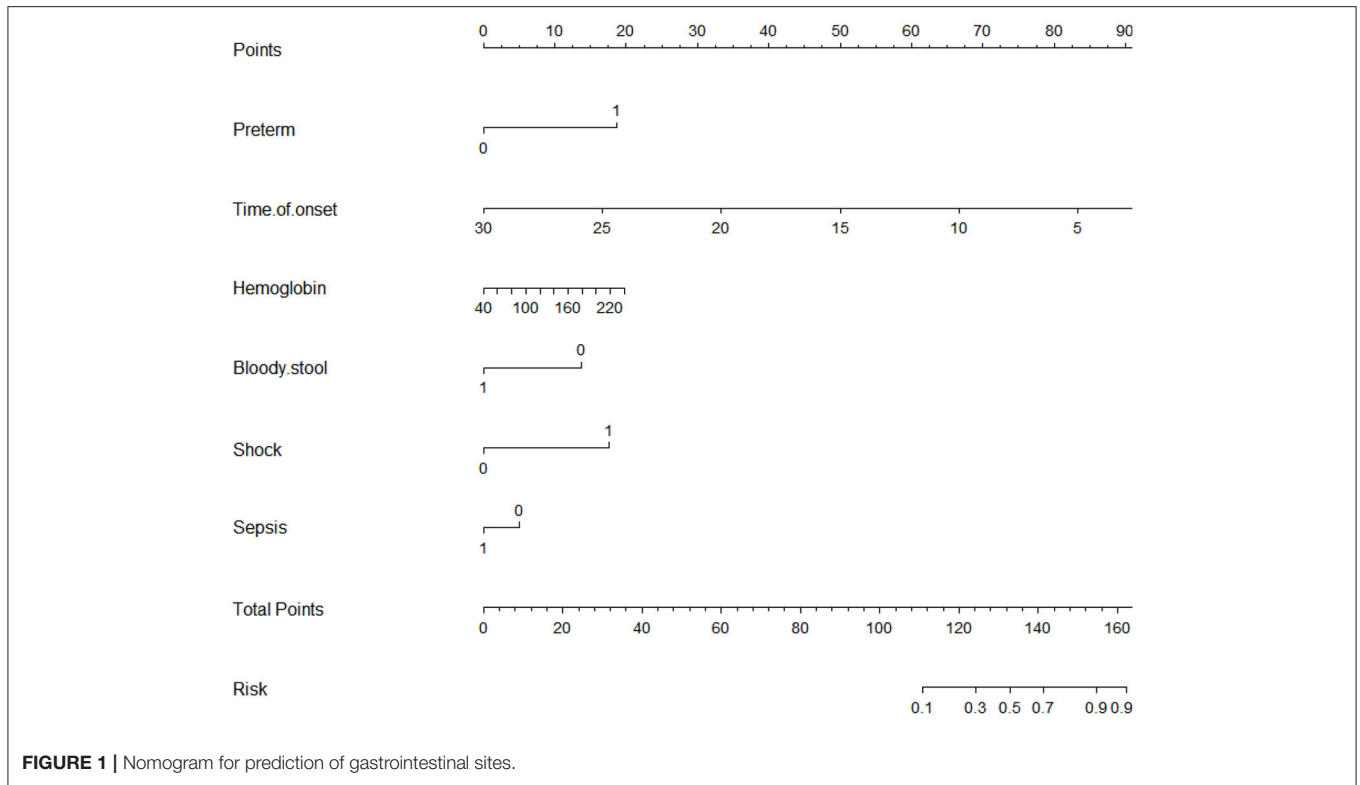 0 10 20 30 40 50 60 70 80 90
Points
1
Preterm
0
Time.of.onset
30 25 20 15 10 5
Hemoglobin
40 100 160 220
0
Bloody.stool
1
1
Shock
0
0
Sepsis
1
Total Points
0 20 40 60 80 100 120 140 160
Risk
0.1 0.3 0.5 0.7 0.9 0.9
FIGURE 1 | Nomogram for prediction of gastrointestinal sites.